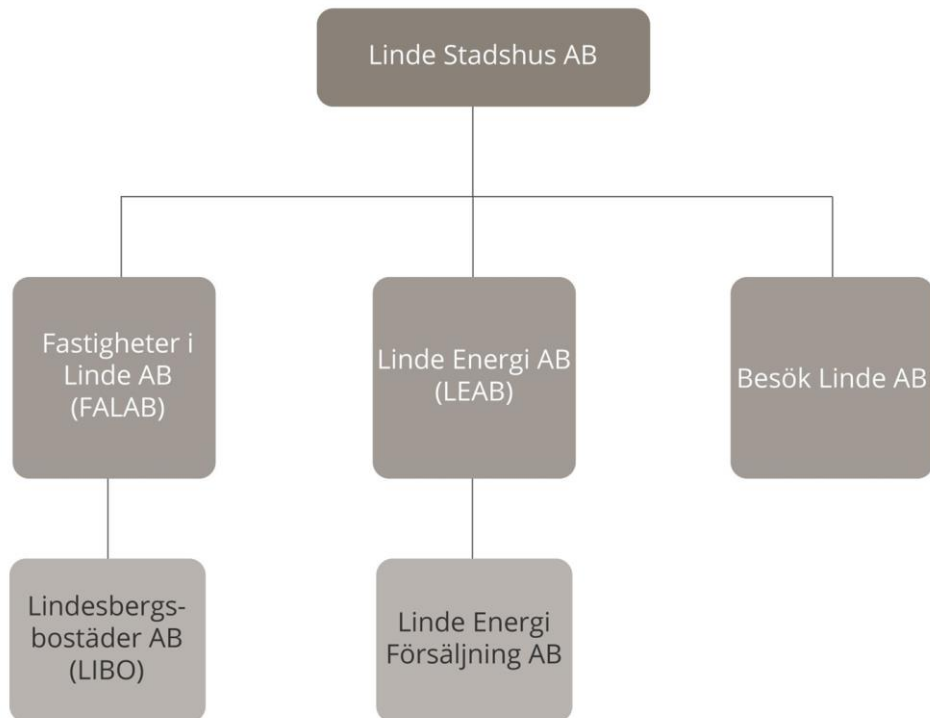 Linde Stadshus AB
Fastigheter i
Linde AB
(FALAB)
Linde Energi AB
(LEAB)
Besök Linde AB
Lindesbergs-
bostäder AB
(LIBO)
Linde Energi
Försäljning AB